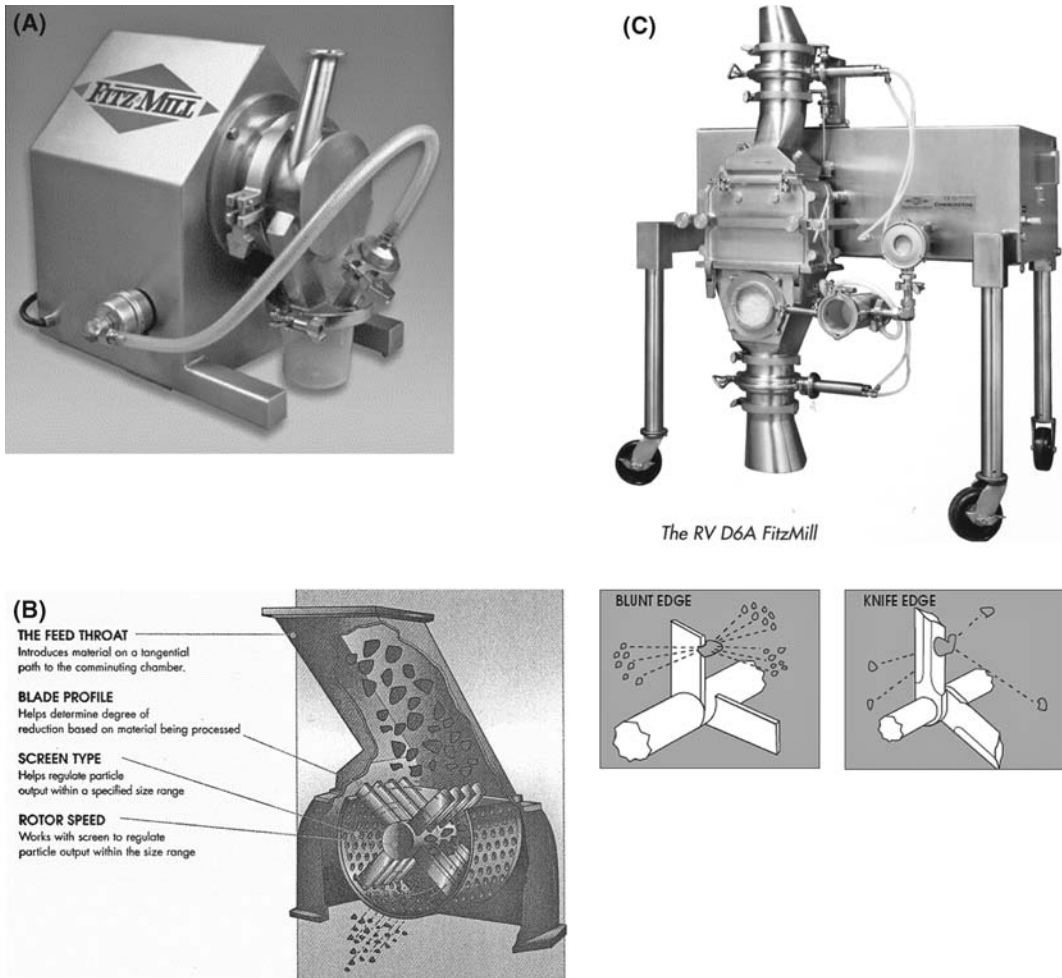 (A)
FITZMILL
(C)
The RV D6A FitzMill
(B)
THE FEED THROAT
Introduces material on a tangential
path to the comminuting chamber.
BLADE PROFILE
Helps determine degree of
reduction based on material being processed
SCREEN TYPE
Helps regulate particle
output within a specified size range
ROTOR SPEED
Works with screen to regulate
particle output within the size range
BLUNT EDGE
KNIFE EDGE